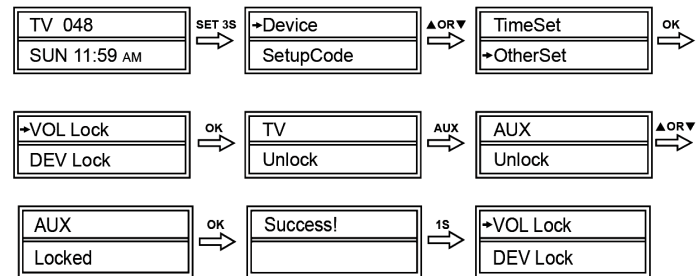 TV 048
SUN 11:59 AM
SET 3S
→Device
SetupCode
▲OR▼
TimeSet
→OtherSet
OK
→VOL Lock
DEV Lock
OK
TV
Unlock
AUX
AUX
Unlock
▲OR▼
AUX
Locked
OK
Success!
1S
→VOL Lock
DEV Lock